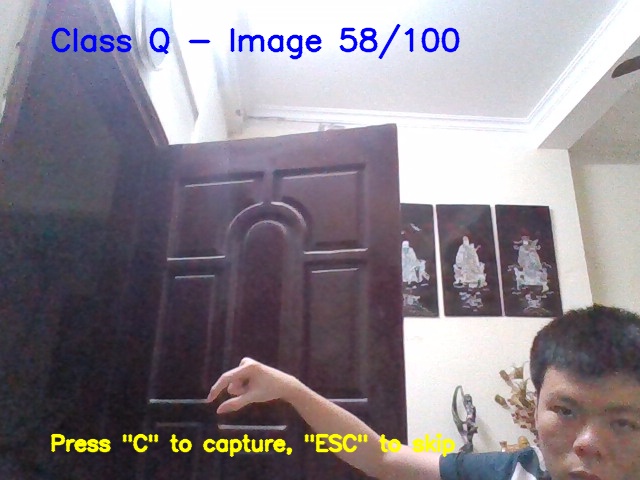 Class Q - Image 58/100
Press "C" to capture, "ESC" to skip